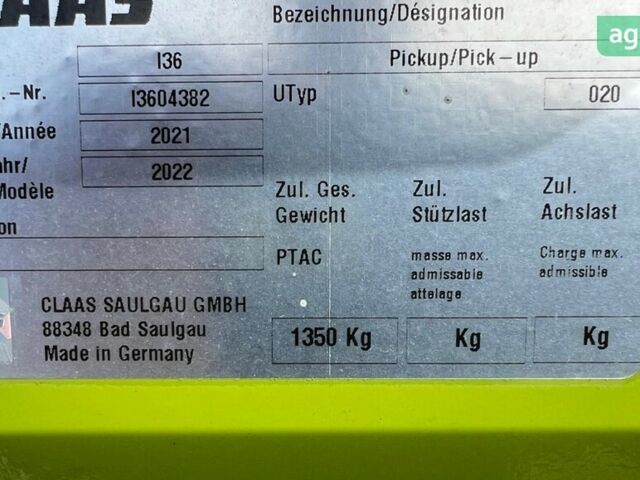 CLAAS
Bezeichnung/Désignation
ag
I36
Pickup/Pick-up
.-Nr.
I3604382
UTyp
020
/Année
2021
ahr/
Modèle
2022
on
Zul. Ges.
Gewicht
Zul.
Stützlast
Zul.
Achslast
PTAC
masse max.
admissable
attelage
Charge max.
admissible
CLAAS SAULGAU GMBH
88348 Bad Saulgau
Made in Germany
1350 Kg
Kg
Kg